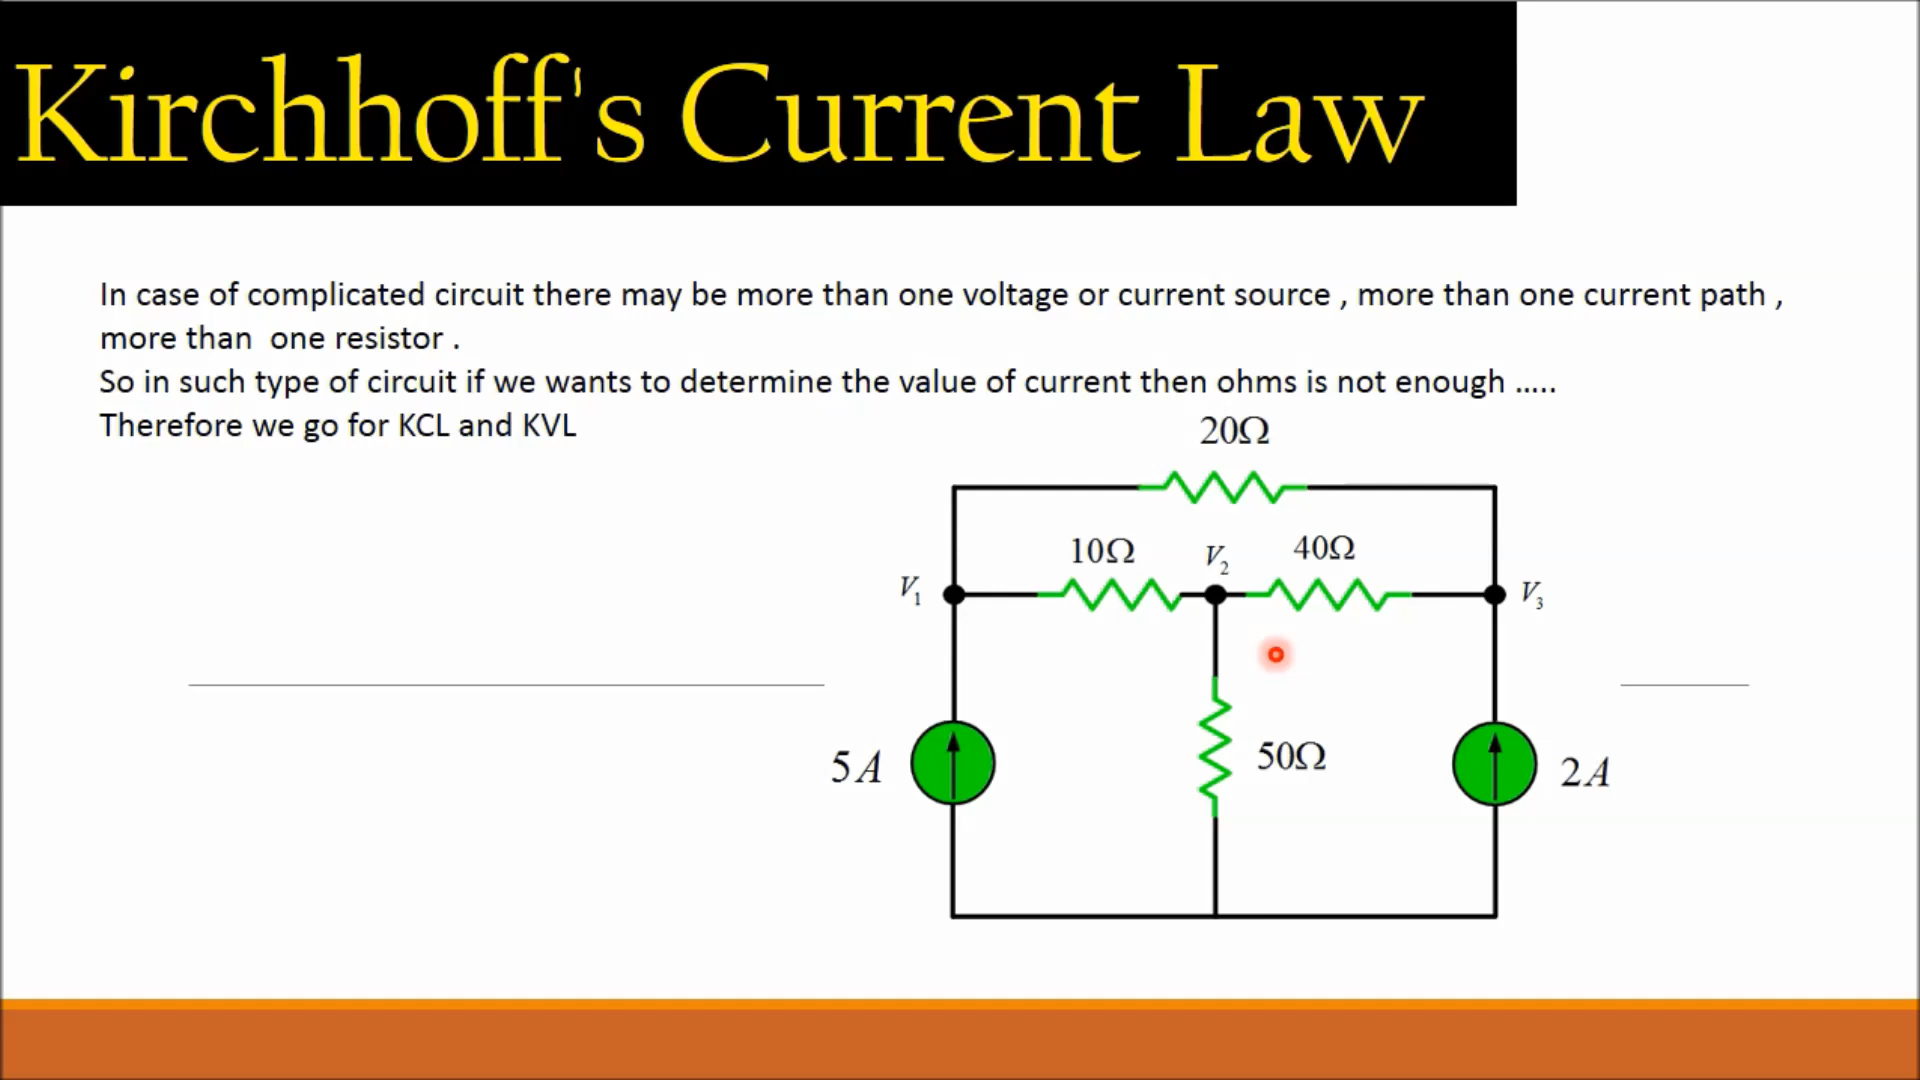 Kirchhoff's Current Law
In case of complicated circuit there may be more than one voltage or current source , more than one current path ,
more than one resistor .
So in such type of circuit if we wants to determine the value of current then ohms is not enough .....
Therefore we go for KCL and KVL
20Ω
10Ω
V₂
40Ω
V₁
V₃
5A
50Ω
2A